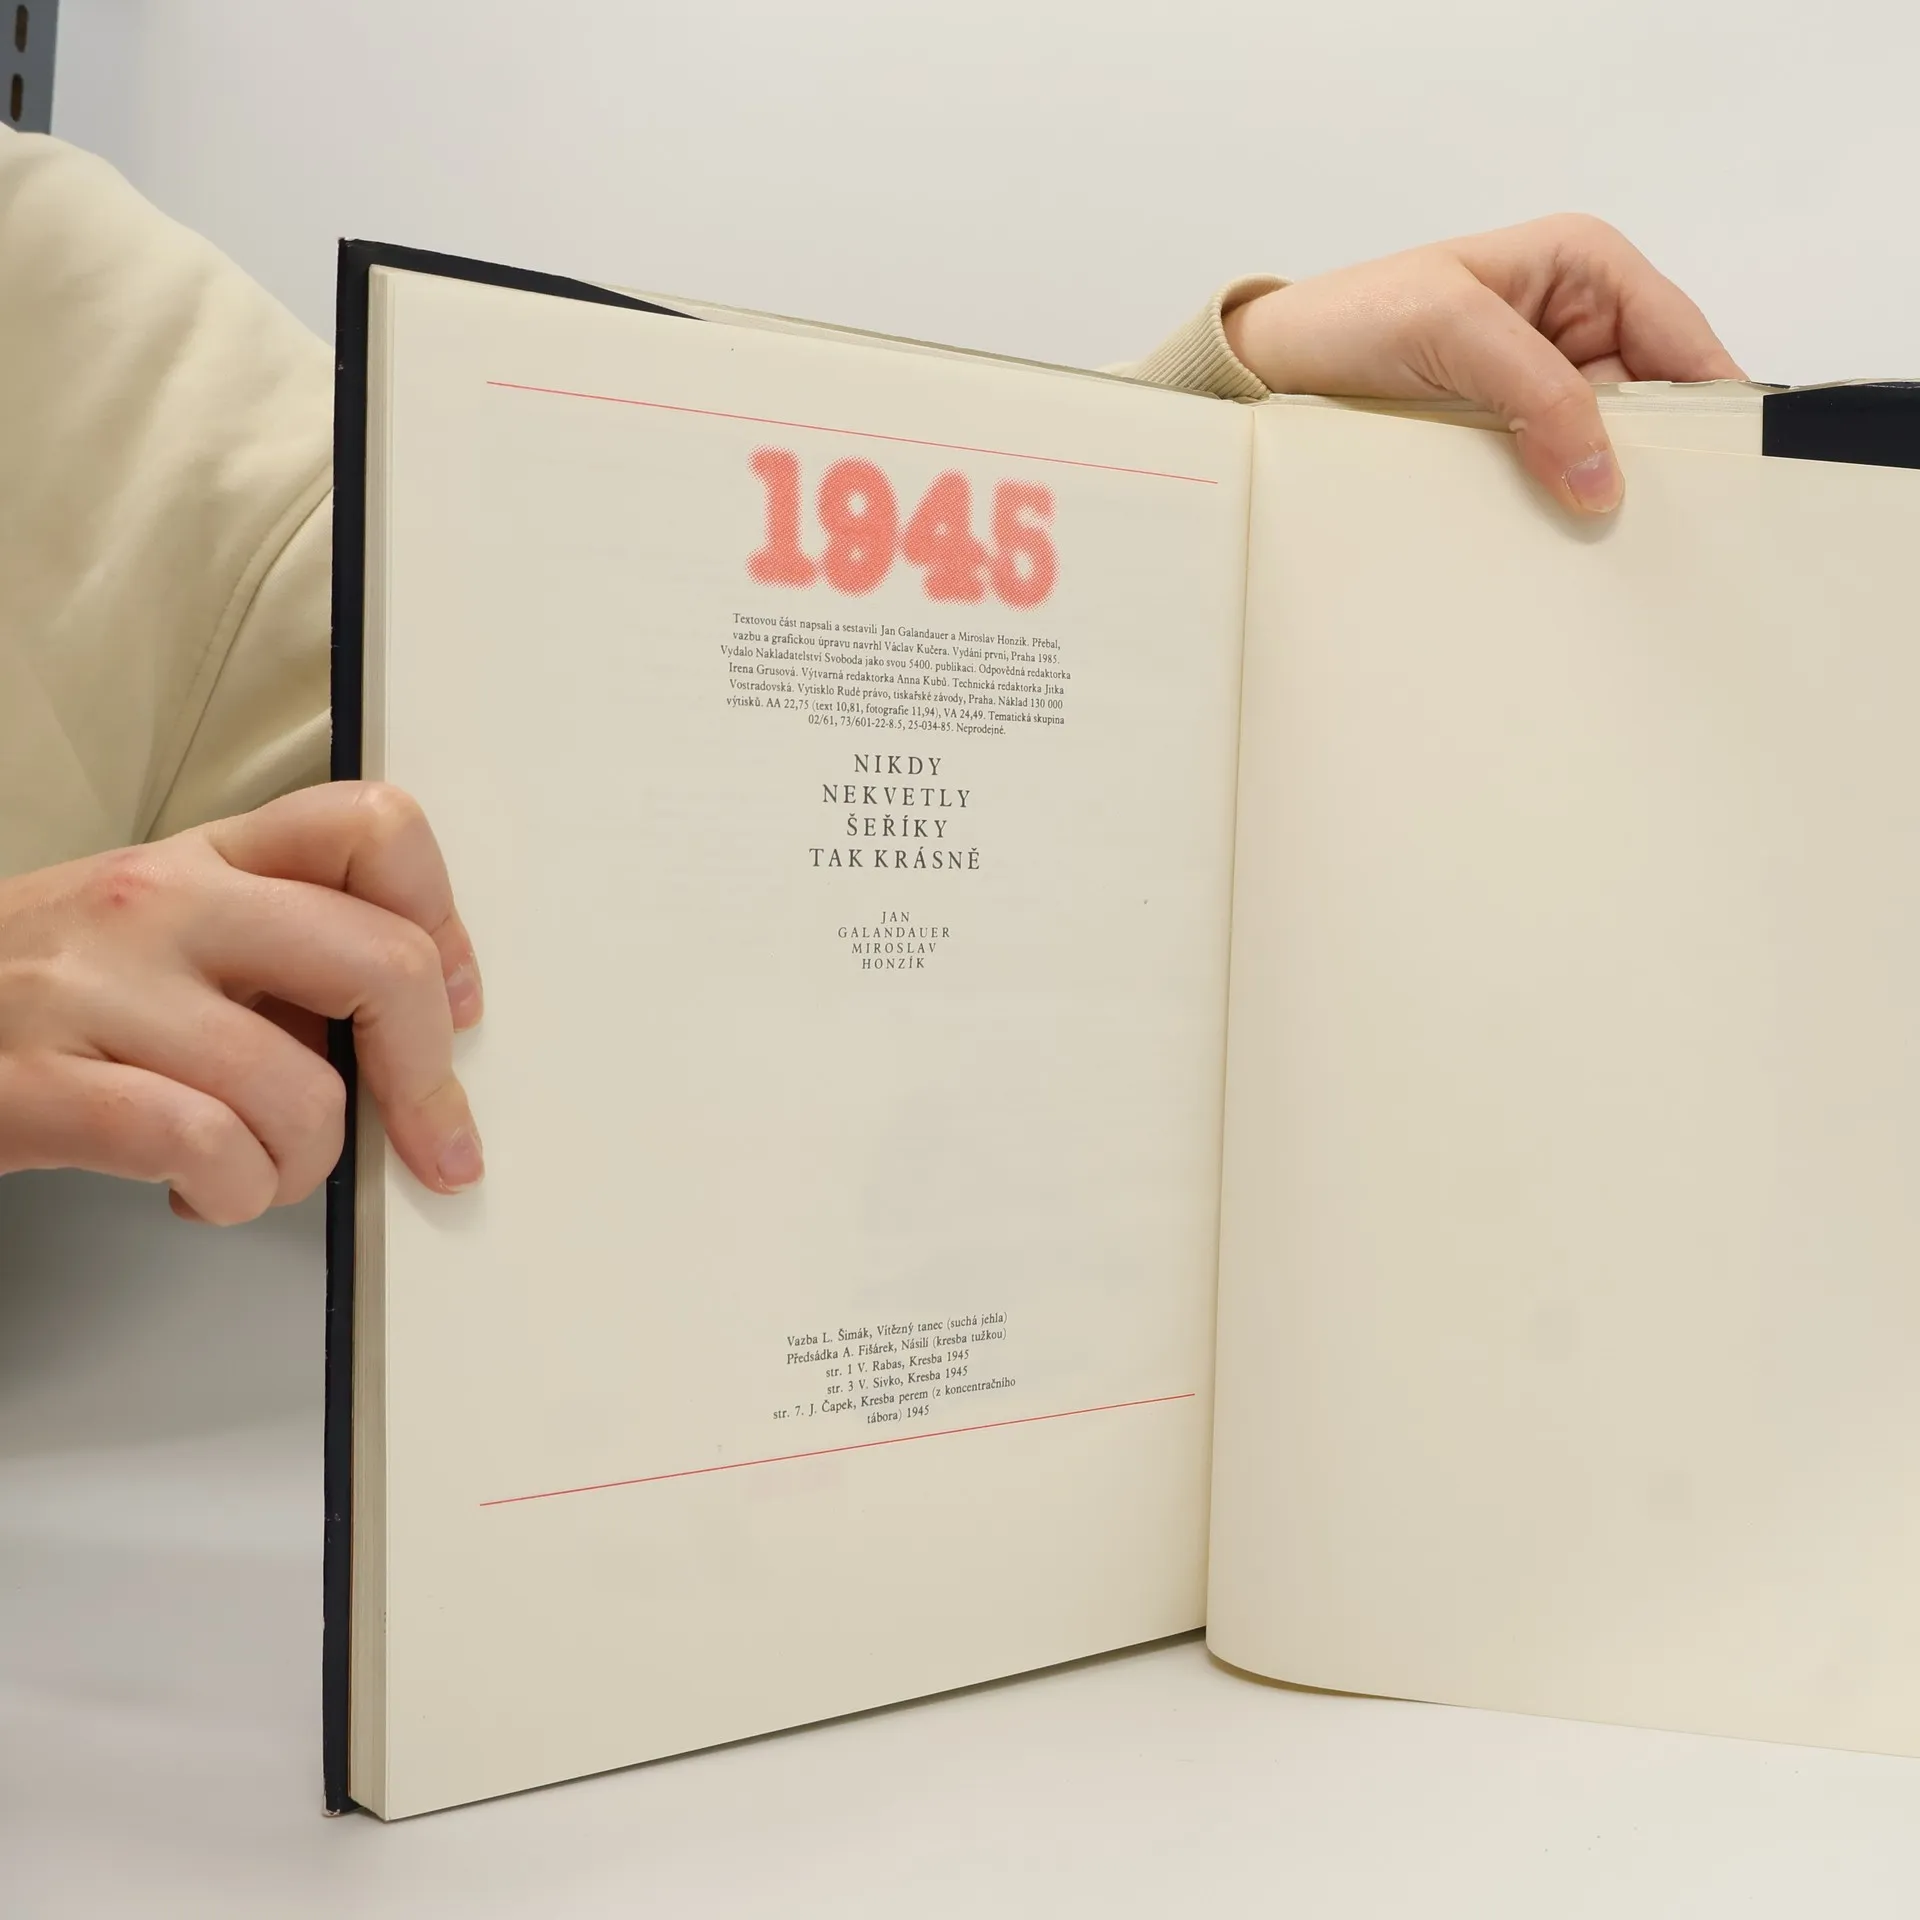 1945
Textovou část napsali a sestavili Jan Galandauer a Miroslav Honzík. Přebal,
vazbu a grafickou úpravu navrhl Václav Kučera. Vydání první, Praha 1985.
Vydalo Nakladatelství Svoboda jako svou 5400. publikaci. Odpovědná redaktorka
Irena Grusová. Výtvarná redaktorka Anna Kubů. Technická redaktorka Jitka
Vostradovská. Vytisklo Rudé právo, tiskařské závody, Praha. Náklad 130 000
výtisků. AA 22,75 (text 10,81, fotografie 11,94), VA 24,49. Tematická skupina
02/61, 73/601-22-8.5, 25-034-85. Neprodejné.
NIKDY
NEKVETLY
ŠEŘÍKY
TAK KRÁSNĚ
JAN
GALANDAUER
MIROSLAV
HONZÍK
Vazba L. Šimák, Vítězný tanec (suchá jehla)
Předsádka A. Fišárek, Násilí (kresba tužkou)
str. 1 V. Rabas, Kresba 1945
str. 3 V. Sivko, Kresba 1945
str. 7. J. Čapek, Kresba perem (z koncentračního
tábora) 1945